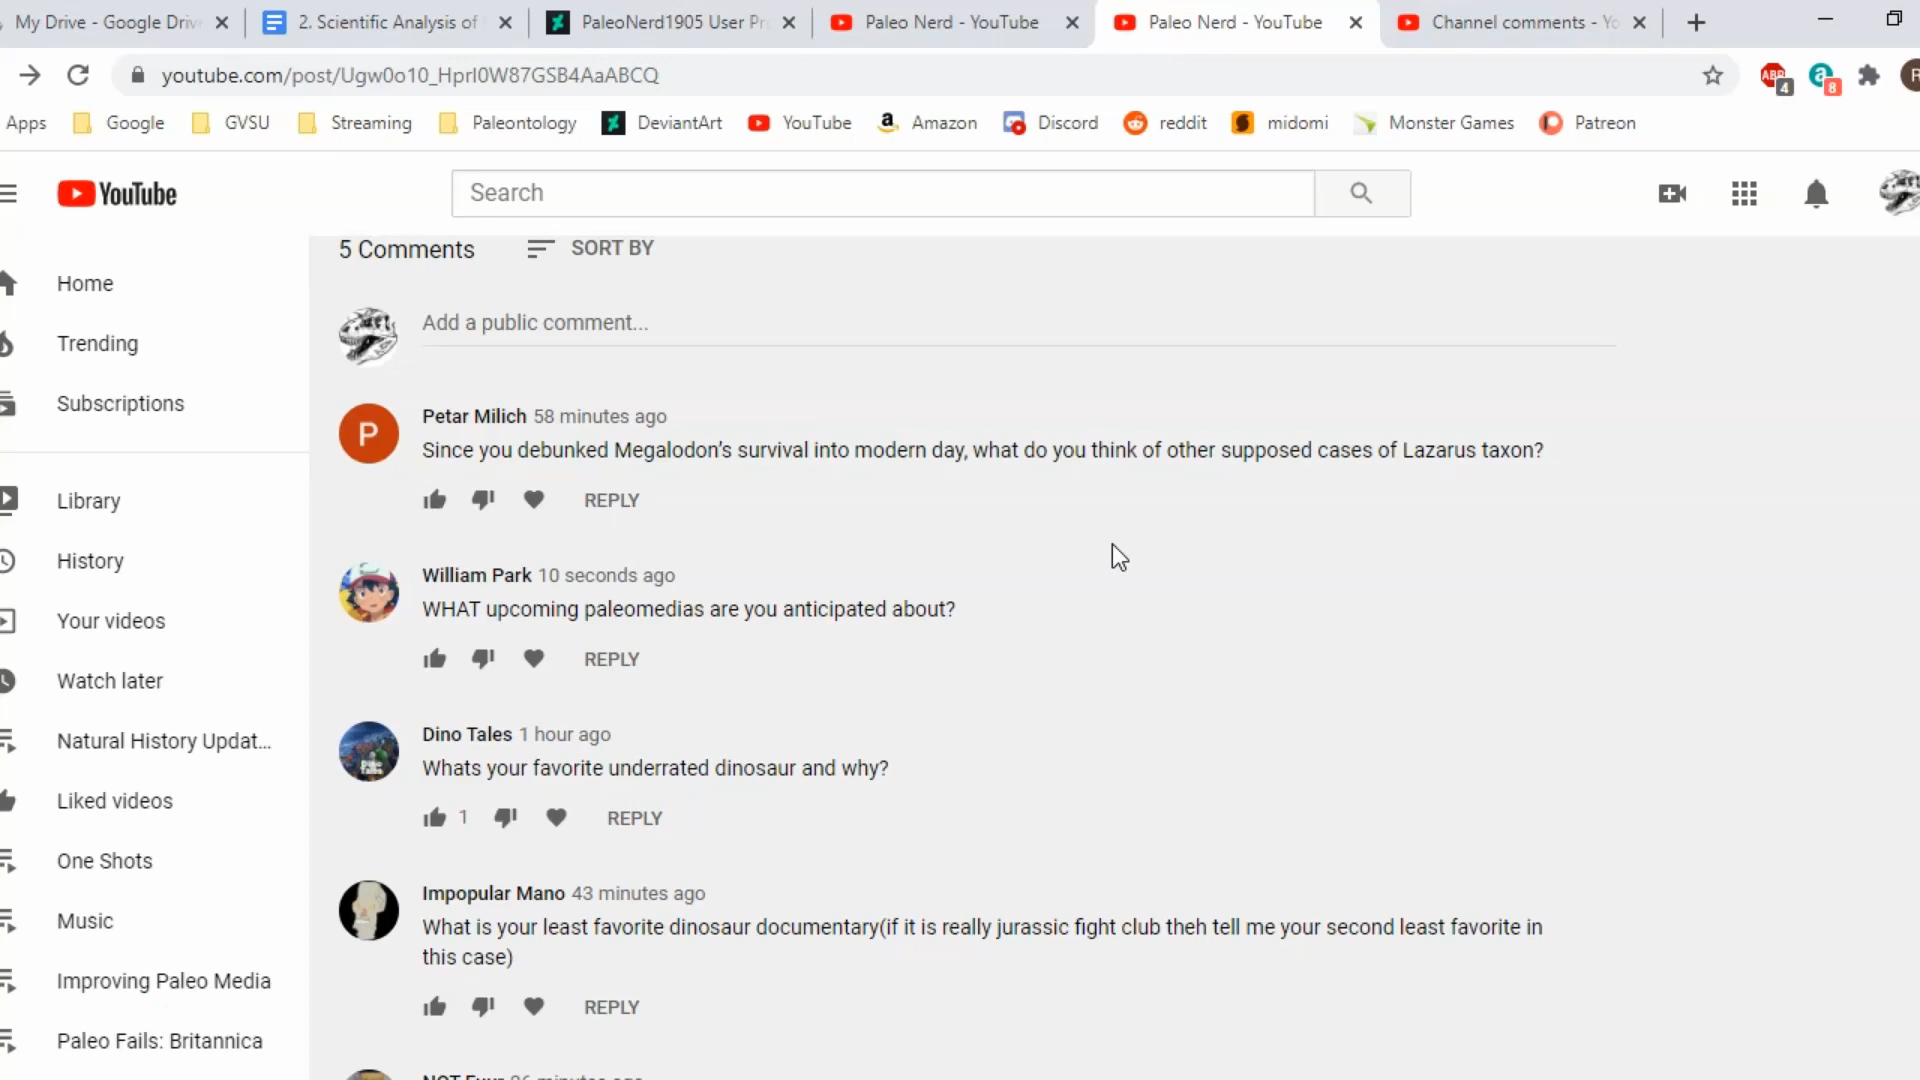 My Drive - Google Drive
2. Scientific Analysis of
PaleoNerd1905 User Pr
Paleo Nerd - YouTube
Paleo Nerd - YouTube
Channel comments - Yo
youtube.com/post/Ugw0o10_HprI0W87GSB4AaABCQ
ABP
4
a
8
R
Apps
Google
GVSU
Streaming
Paleontology
DeviantArt
YouTube
Amazon
Discord
reddit
midomi
Monster Games
Patreon
YouTube
Search
5 Comments
SORT BY
Home
Trending
Subscriptions
Library
History
Your videos
Watch later
Natural History Updat...
Liked videos
One Shots
Music
Improving Paleo Media
Paleo Fails: Britannica
Add a public comment...
P
Petar Milich 58 minutes ago
Since you debunked Megalodon's survival into modern day, what do you think of other supposed cases of Lazarus taxon?
REPLY
William Park 10 seconds ago
WHAT upcoming paleomedias are you anticipated about?
REPLY
Dino Tales 1 hour ago
Whats your favorite underrated dinosaur and why?
1
REPLY
Impopular Mano 43 minutes ago
What is your least favorite dinosaur documentary(if it is really jurassic fight club theh tell me your second least favorite in
this case)
REPLY